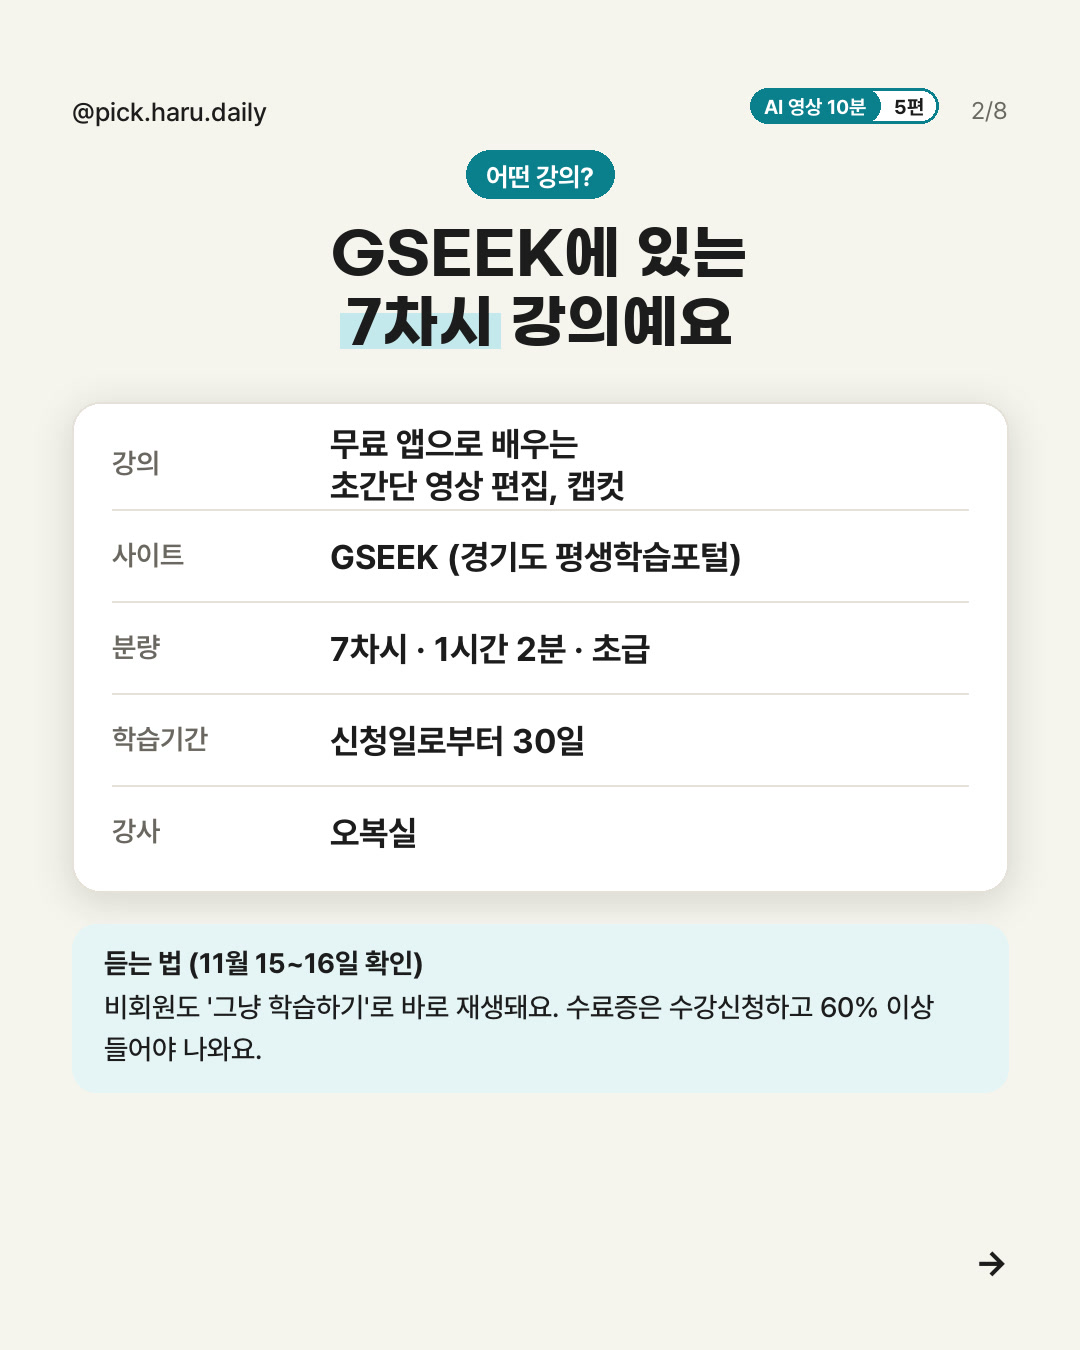 @pick.haru.daily
AI 영상 10분 5편
2/8
어떤 강의?
GSEEK에 있는
7차시 강의예요
강의
무료 앱으로 배우는
초간단 영상 편집, 캡컷
사이트
GSEEK (경기도 평생학습포털)
분량
7차시 · 1시간 2분 · 초급
학습기간
신청일로부터 30일
강사
오복실
듣는 법 (11월 15~16일 확인)
비회원도 '그냥 학습하기'로 바로 재생돼요. 수료증은 수강신청하고 60% 이상
들어야 나와요.
→